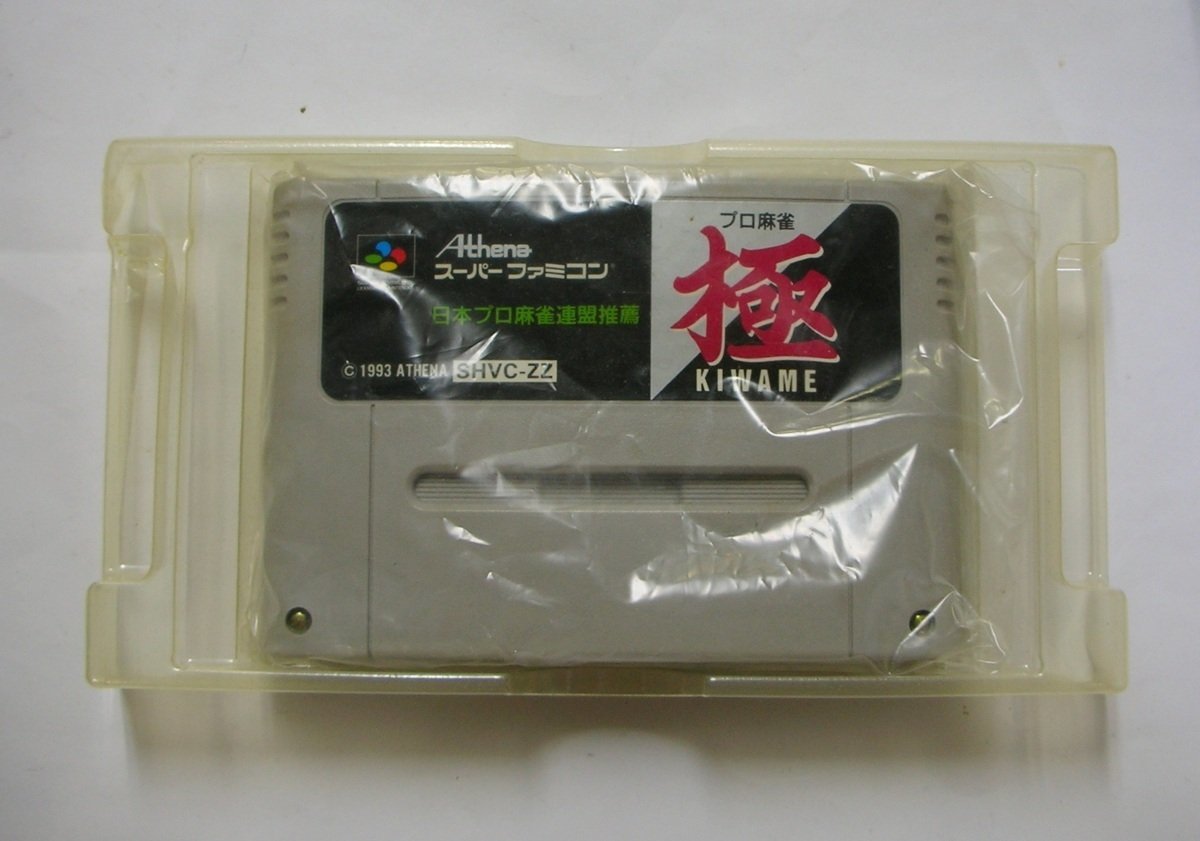 Athena
スーパーファミコン
日本プロ麻雀連盟推薦
© 1993 ATHENA SHVC-ZZ
プロ麻雀
極
KIWAME